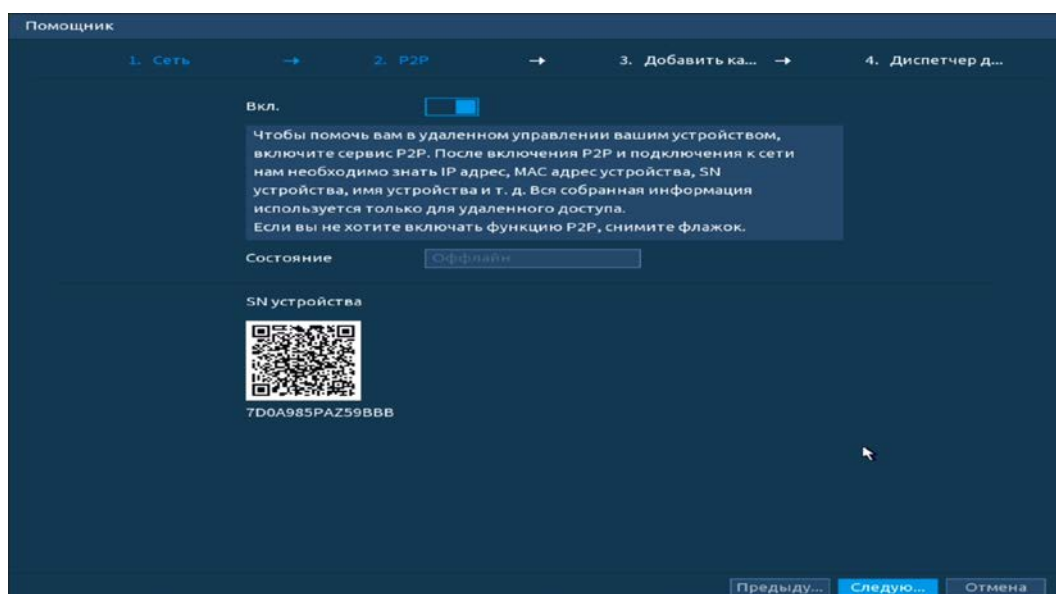 Помощник
1. Сеть → 2. P2P → 3. Добавить ка... → 4. Диспетчер д...
Вкл.
Чтобы помочь вам в удаленном управлении вашим устройством,
включите сервис P2P. После включения P2P и подключения к сети
нам необходимо знать IP адрес, MAC адрес устройства, SN
устройства, имя устройства и т. д. Вся собранная информация
используется только для удаленного доступа.
Если вы не хотите включать функцию P2P, снимите флажок.
Состояние Оффлайн
SN устройства
7D0A985PAZ59BBB
Предыду... Следую... Отмена